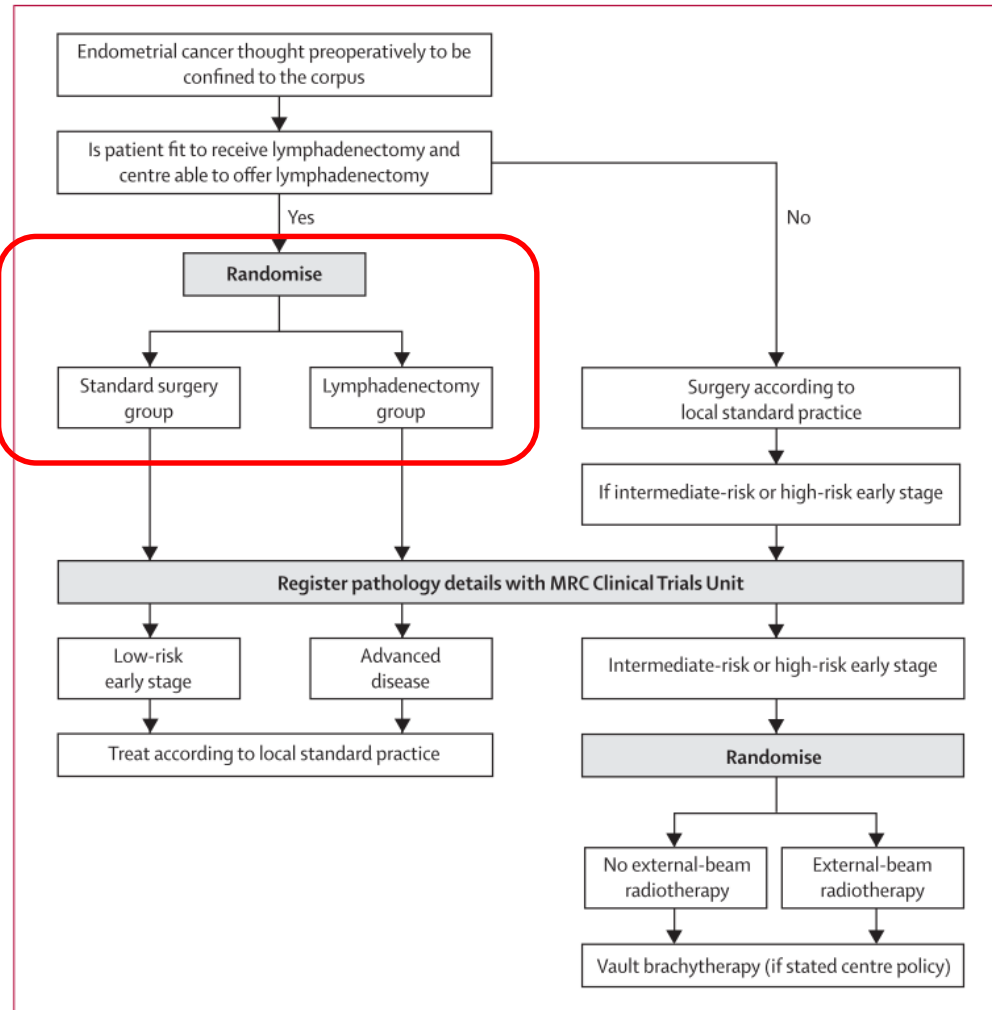 Endometrial cancer thought preoperatively to be
confined to the corpus
Is patient fit to receive lymphadenectomy and
centre able to offer lymphadenectomy
Yes
No
Randomise
Standard surgery
group
Lymphadenectomy
group
Surgery according to
local standard practice
If intermediate-risk or high-risk early stage
Register pathology details with MRC Clinical Trials Unit
Low-risk
early stage
Advanced
disease
Intermediate-risk or high-risk early stage
Treat according to local standard practice
Randomise
No external-beam
radiotherapy
External-beam
radiotherapy
Vault brachytherapy (if stated centre policy)